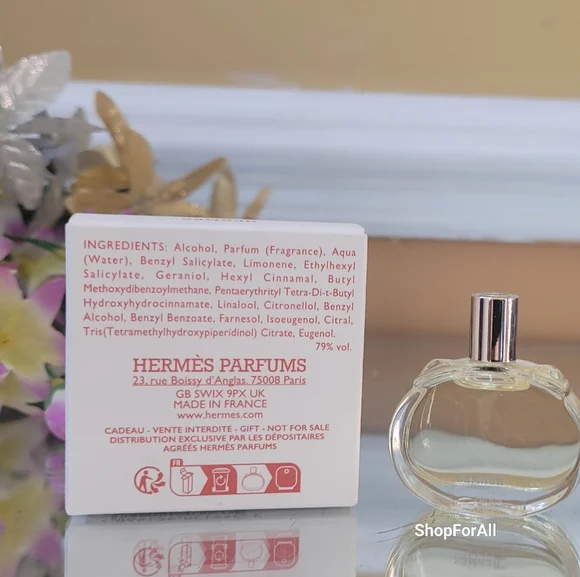 INGREDIENTS: Alcohol, Parfum (Fragrance), Aqua
(Water), Benzyl Salicylate, Limonene, Ethylhexyl
Salicylate, Geraniol, Hexyl Cinnamal, Butyl
Methoxydibenzoylmethane, Pentaerythrityl Tetra-Di-t-Butyl
Hydroxyhydrocinnamate, Linalool, Citronellol, Benzyl
Alcohol, Benzyl Benzoate, Farnesol, Isoeugenol, Citral,
Tris(Tetramethylhydroxypiperidinol) Citrate, Eugenol.
79% vol.
HERMÈS PARFUMS
23, rue Boissy d'Anglas. 75008 Paris
GB SWIX 9PX UK
MADE IN FRANCE
www.hermes.com
CADEAU - VENTE INTERDITE - GIFT - NOT FOR SALE
DISTRIBUTION EXCLUSIVE PAR LES DÉPOSITAIRES
AGRÉÉS HERMÈS PARFUMS
FR
ShopForAll